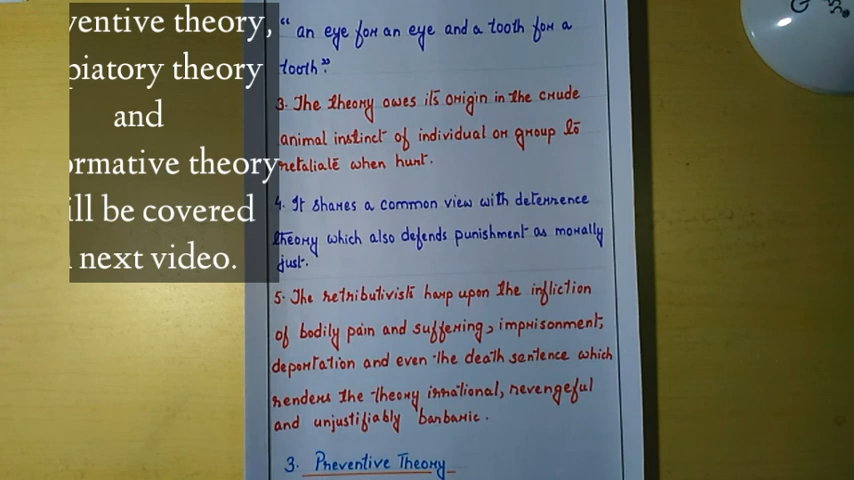 ventive theory,
piatory theory
and
ormative theory
ill be covered
next video.
" an eye for an eye and a tooth for a
tooth".
3. The theory owes its origin in the crude
animal instinct of individual or group to
retaliate when hurt.
4. It shares a common view with deterrence
theory which also defends punishment as morally
just.
5. The retributivists harp upon the infliction
of bodily pain and suffering, imprisonment,
deportation and even the death sentence which
renders the theory irrational, revengeful
and unjustifiably barbaric.
3. Preventive Theory